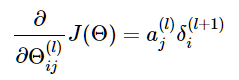 ∂/∂Θ_{ij}^{(l)} J(Θ) = a_j^{(l)} δ_i^{(l+1)}